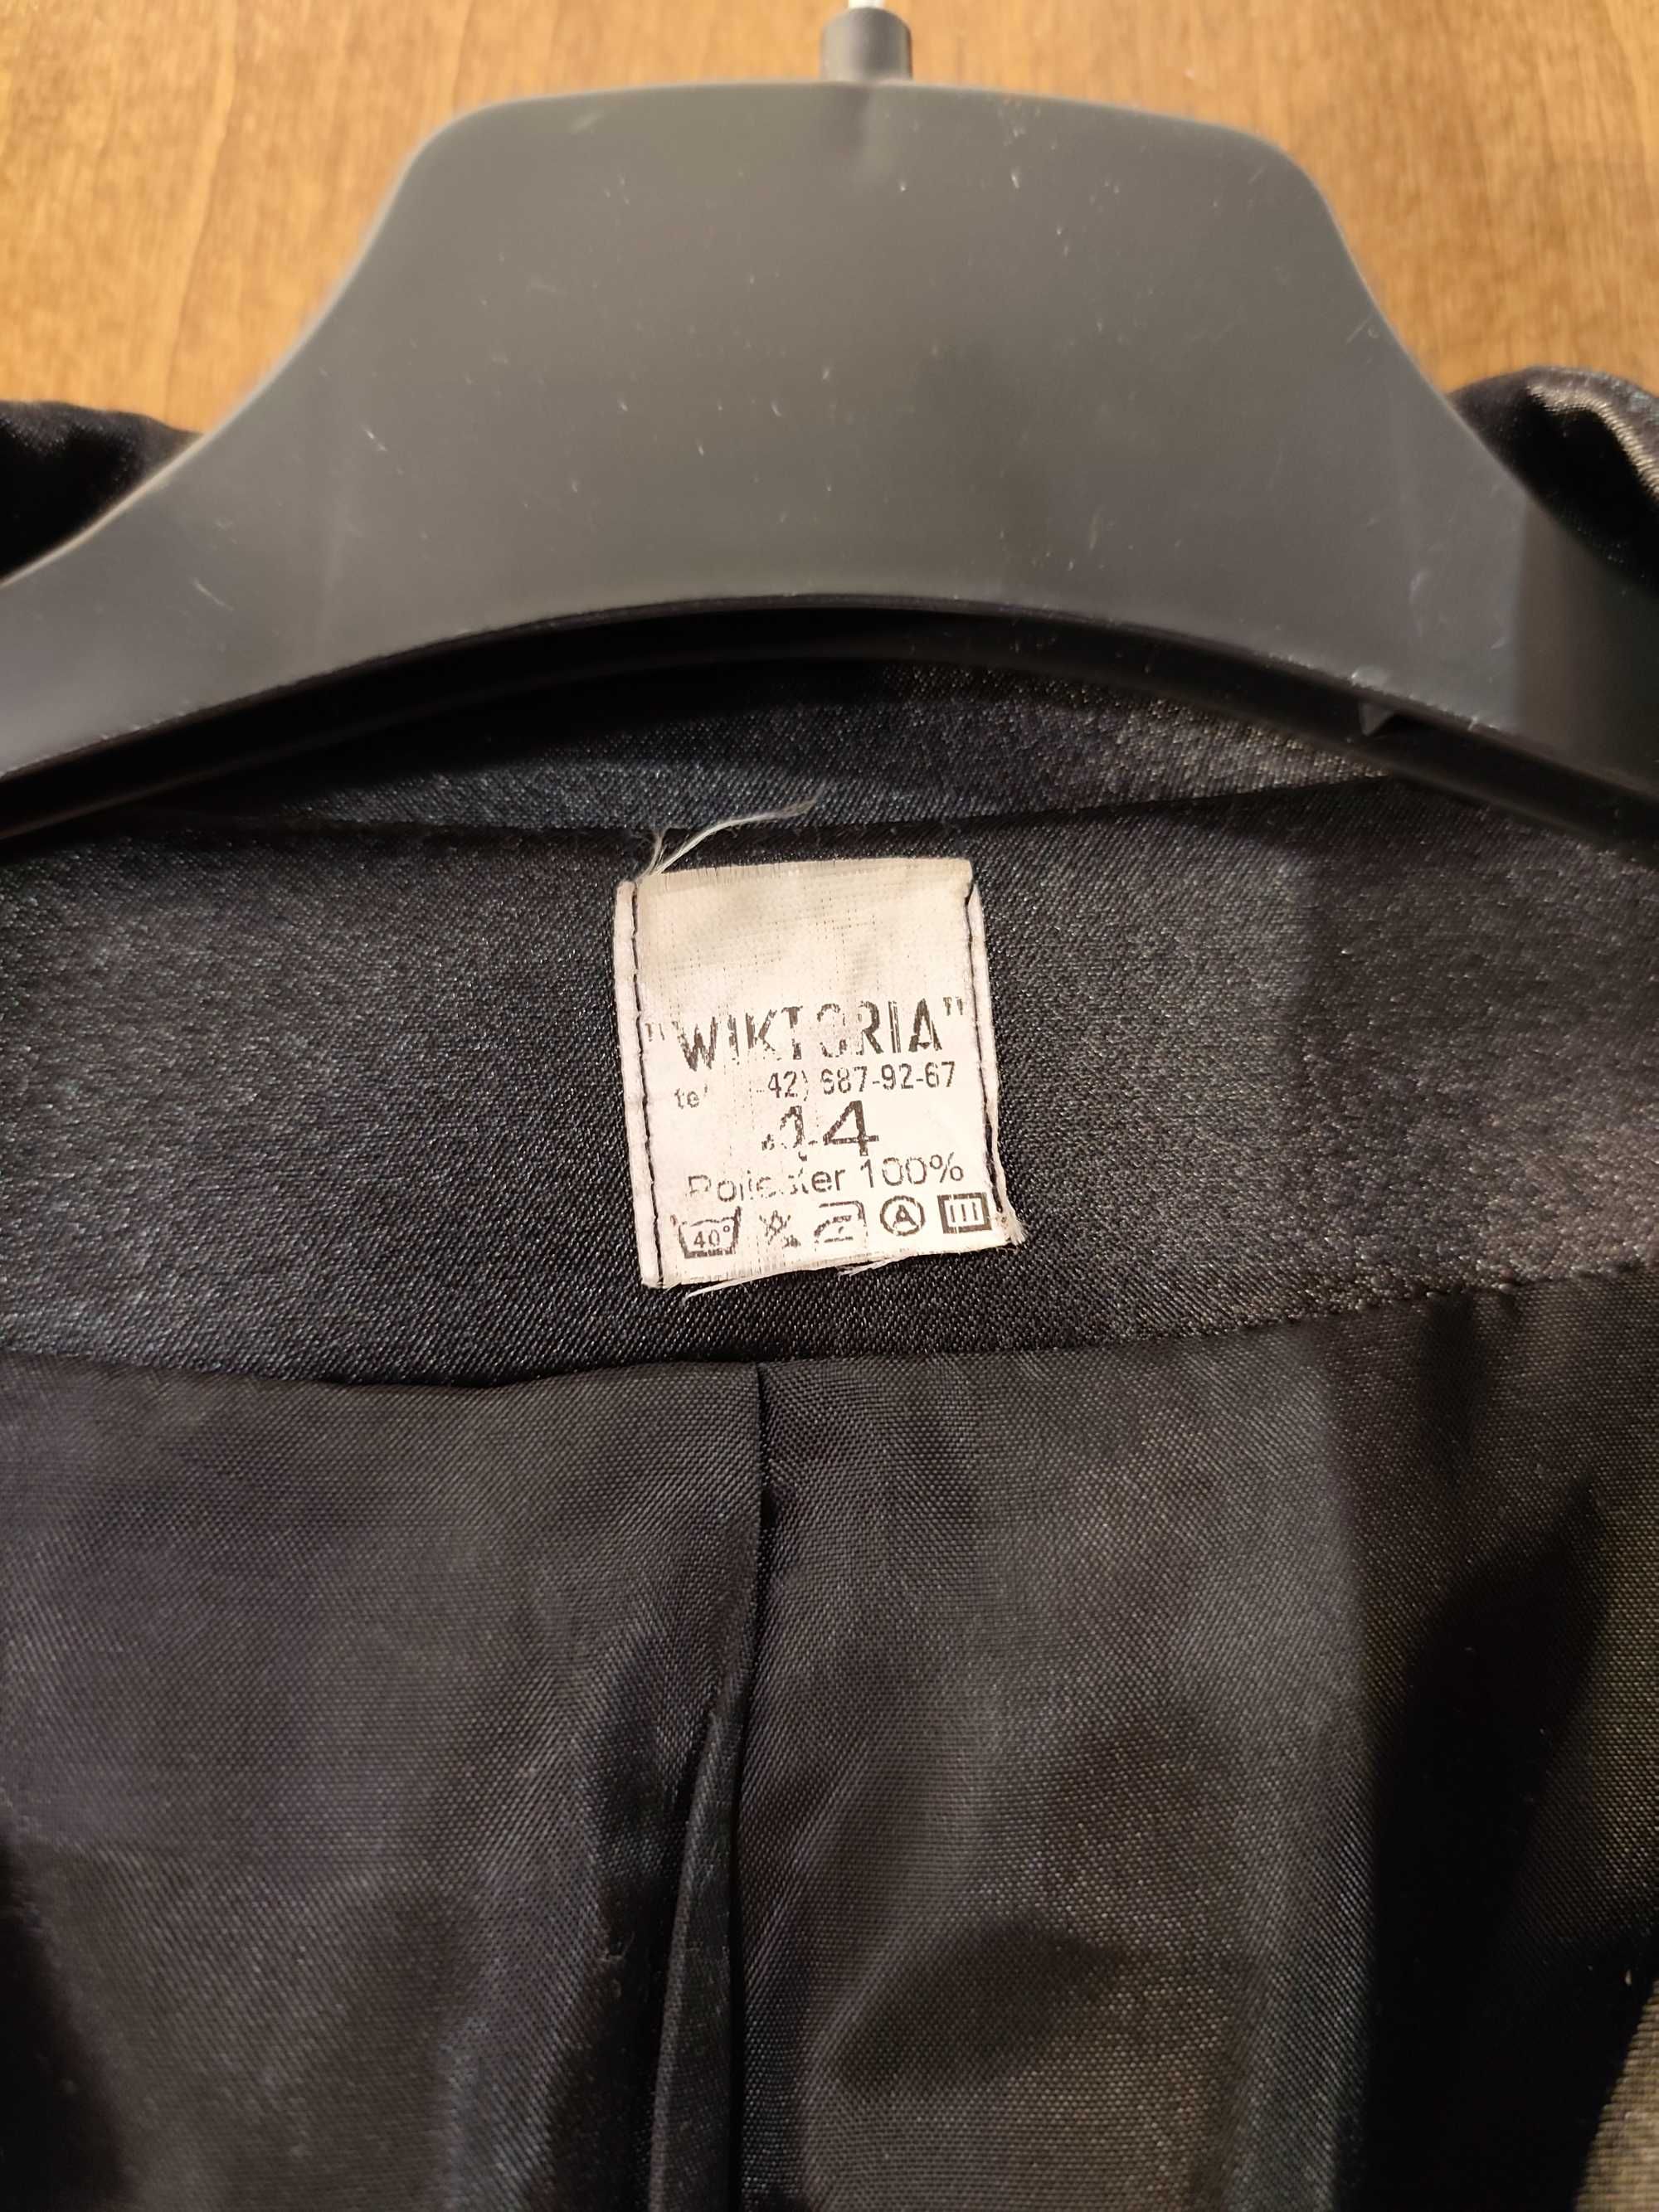 "WIKTORIA"
42) 687-92-67
44
Poliester 100%
40° A